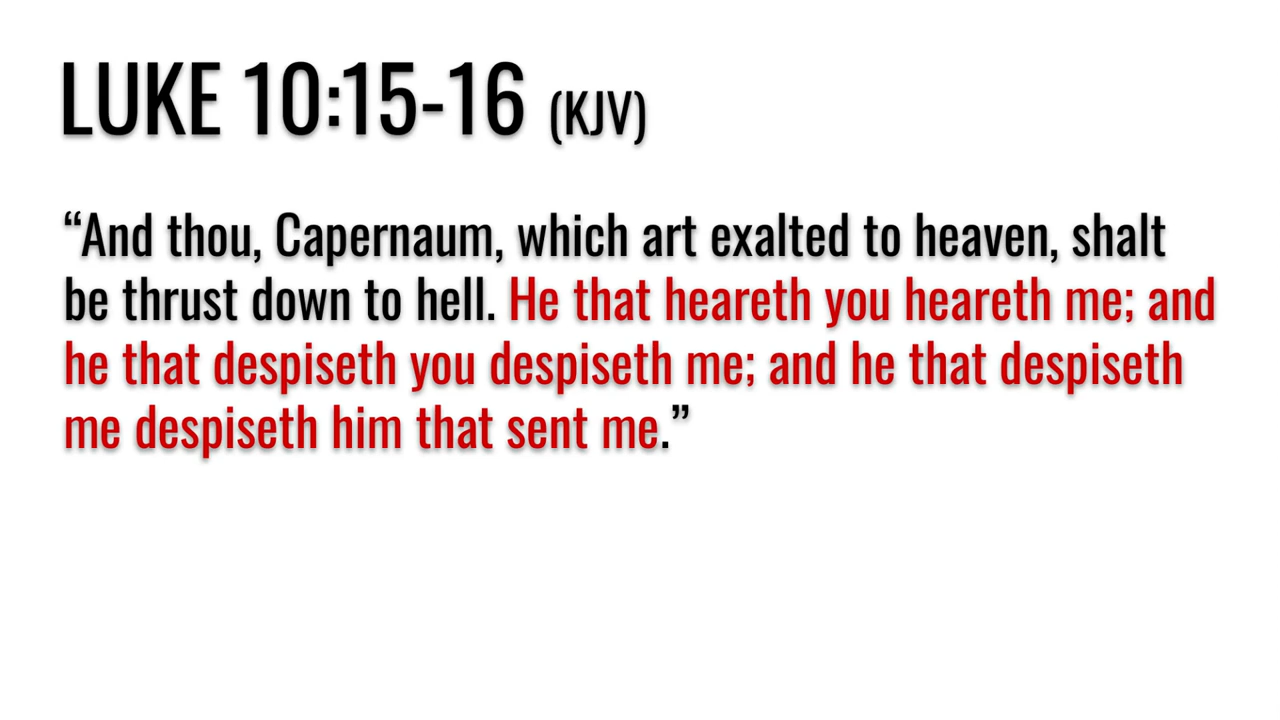 LUKE 10:15-16 (KJV)
“And thou, Capernaum, which art exalted to heaven, shalt
be thrust down to hell. He that heareth you heareth me; and
he that despiseth you despiseth me; and he that despiseth
me despiseth him that sent me.”